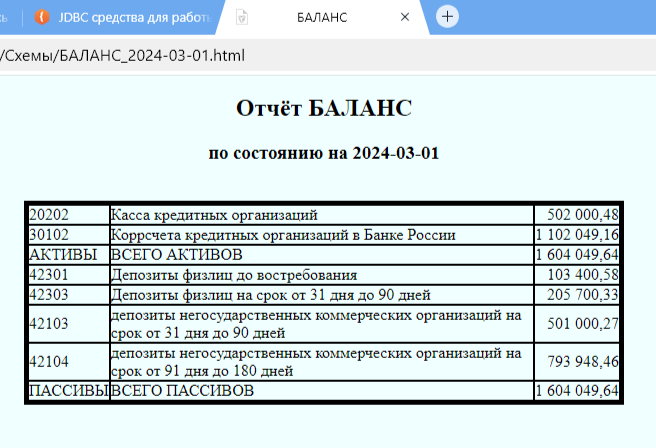 сь
JDBC средства для работы
БАЛАНС
/Схемы/БАЛАНС_2024-03-01.html
Отчёт БАЛАНС
по состоянию на 2024-03-01
20202 Касса кредитных организаций 502 000,48
30102 Коррсчета кредитных организаций в Банке России 1 102 049,16
АКТИВЫ ВСЕГО АКТИВОВ 1 604 049,64
42301 Депозиты физлиц до востребования 103 400,58
42303 Депозиты физлиц на срок от 31 дня до 90 дней 205 700,33
42103 депозиты негосударственных коммерческих организаций на
срок от 31 дня до 90 дней 501 000,27
42104 депозиты негосударственных коммерческих организаций на
срок от 91 дня до 180 дней 793 948,46
ПАССИВЫ ВСЕГО ПАССИВОВ 1 604 049,64